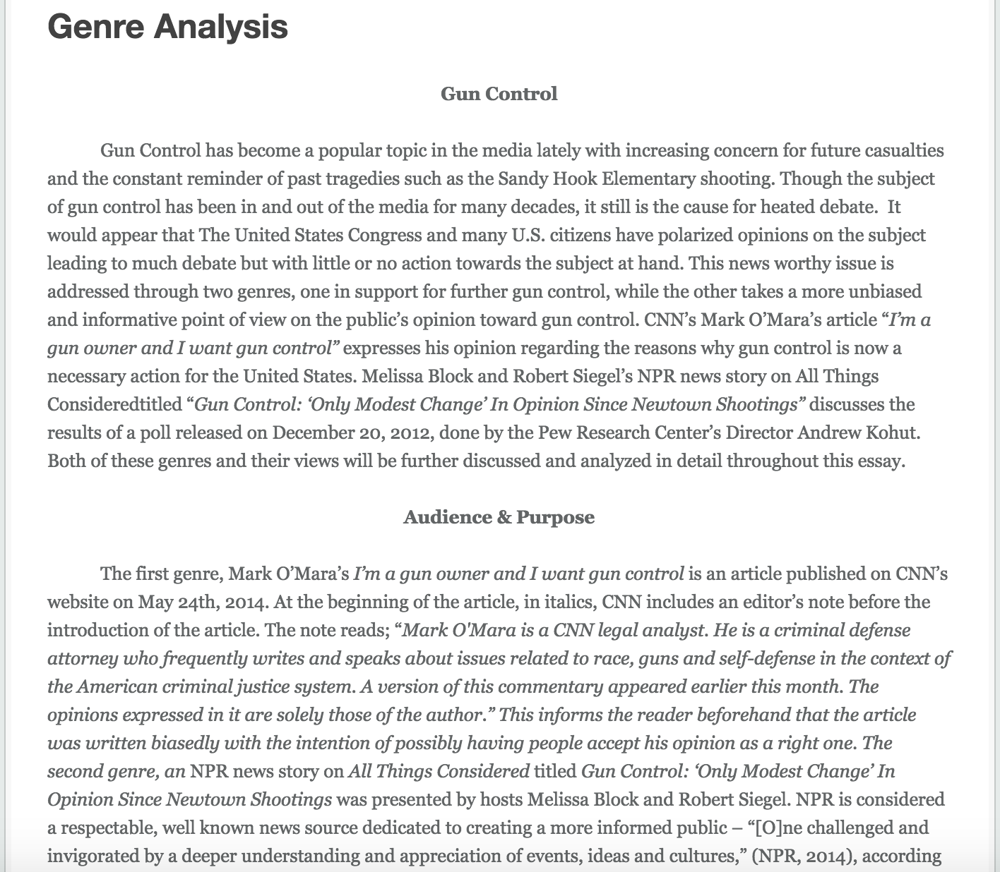 Genre Analysis
Gun Control
Gun Control has become a popular topic in the media lately with increasing concern for future casualties
and the constant reminder of past tragedies such as the Sandy Hook Elementary shooting. Though the subject
of gun control has been in and out of the media for many decades, it still is the cause for heated debate.  It
would appear that The United States Congress and many U.S. citizens have polarized opinions on the subject
leading to much debate but with little or no action towards the subject at hand. This news worthy issue is
addressed through two genres, one in support for further gun control, while the other takes a more unbiased
and informative point of view on the public’s opinion toward gun control. CNN’s Mark O’Mara’s article “I’m a
gun owner and I want gun control” expresses his opinion regarding the reasons why gun control is now a
necessary action for the United States. Melissa Block and Robert Siegel’s NPR news story on All Things
Consideredtitled “Gun Control: ‘Only Modest Change’ In Opinion Since Newtown Shootings” discusses the
results of a poll released on December 20, 2012, done by the Pew Research Center’s Director Andrew Kohut.
Both of these genres and their views will be further discussed and analyzed in detail throughout this essay.
Audience & Purpose
The first genre, Mark O’Mara’s I’m a gun owner and I want gun control is an article published on CNN’s
website on May 24th, 2014. At the beginning of the article, in italics, CNN includes an editor’s note before the
introduction of the article. The note reads; “Mark O'Mara is a CNN legal analyst. He is a criminal defense
attorney who frequently writes and speaks about issues related to race, guns and self-defense in the context of
the American criminal justice system. A version of this commentary appeared earlier this month. The
opinions expressed in it are solely those of the author.” This informs the reader beforehand that the article
was written biasedly with the intention of possibly having people accept his opinion as a right one. The
second genre, an NPR news story on All Things Considered titled Gun Control: ‘Only Modest Change’ In
Opinion Since Newtown Shootings was presented by hosts Melissa Block and Robert Siegel. NPR is considered
a respectable, well known news source dedicated to creating a more informed public – “[O]ne challenged and
invigorated by a deeper understanding and appreciation of events, ideas and cultures,” (NPR, 2014), according